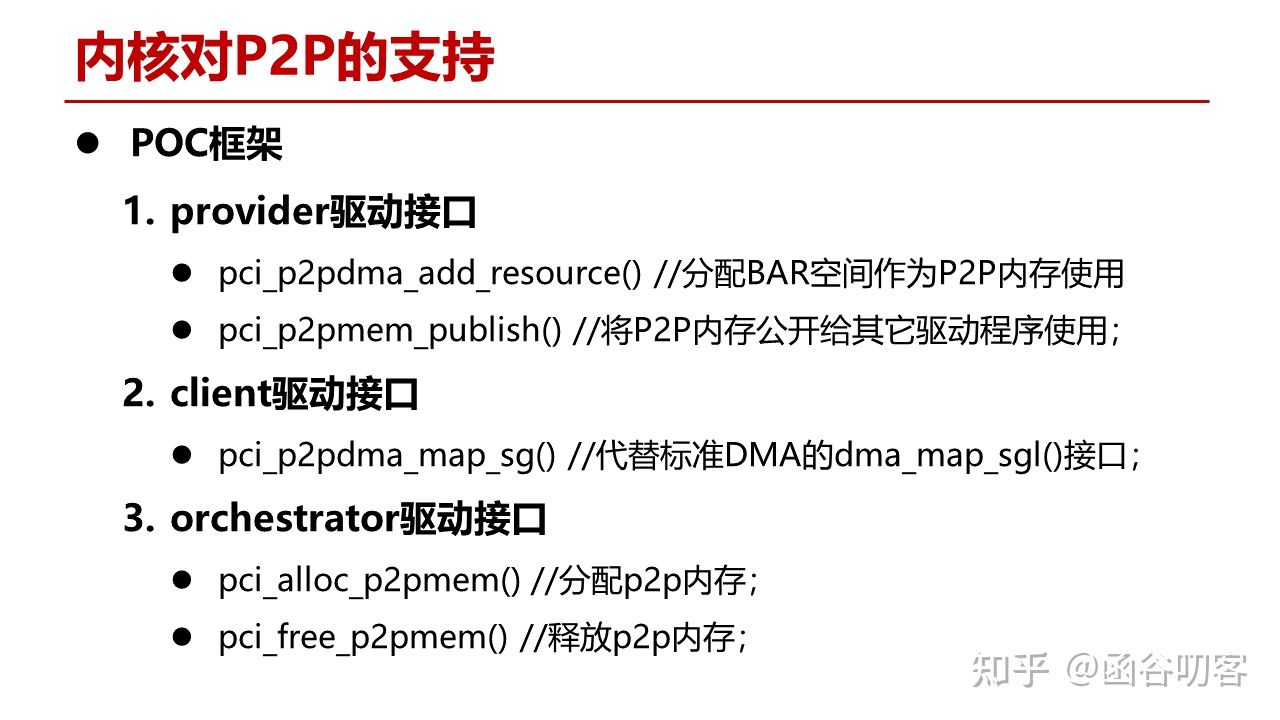 内核对P2P的支持
● POC框架
1. provider驱动接口
● pci_p2pdma_add_resource() //分配BAR空间作为P2P内存使用
● pci_p2pmem_publish() //将P2P内存公开给其它驱动程序使用;
2. client驱动接口
● pci_p2pdma_map_sg() //代替标准DMA的dma_map_sgl()接口;
3. orchestrator驱动接口
● pci_alloc_p2pmem() //分配p2p内存;
● pci_free_p2pmem() //释放p2p内存;
知乎 @函谷叨客